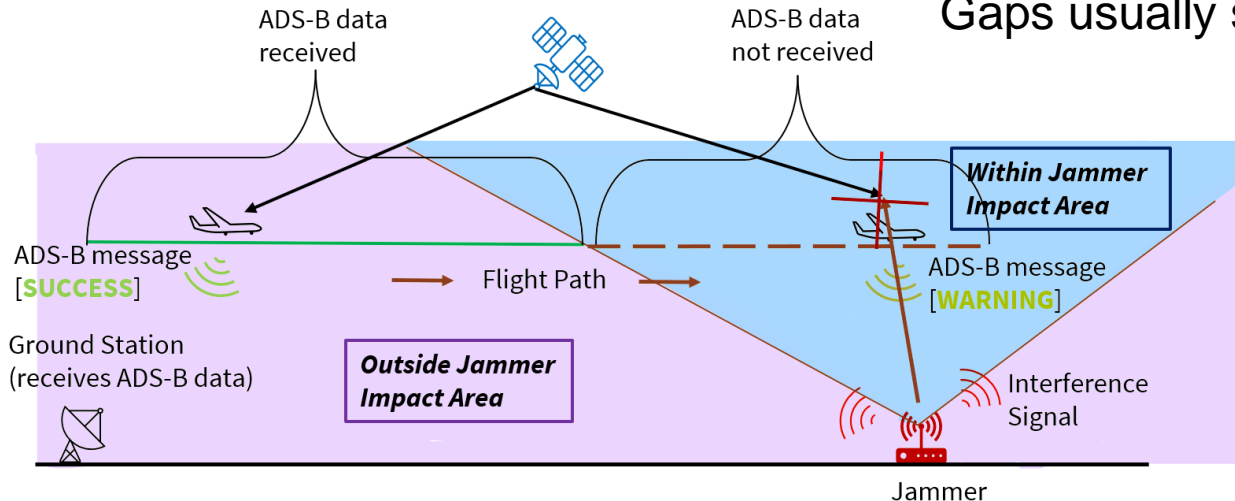 Gaps usually s
ADS-B data
received
ADS-B data
not received
Within Jammer
Impact Area
ADS-B message
[SUCCESS]
Flight Path
ADS-B message
[WARNING]
Ground Station
(receives ADS-B data)
Outside Jammer
Impact Area
Interference
Signal
Jammer